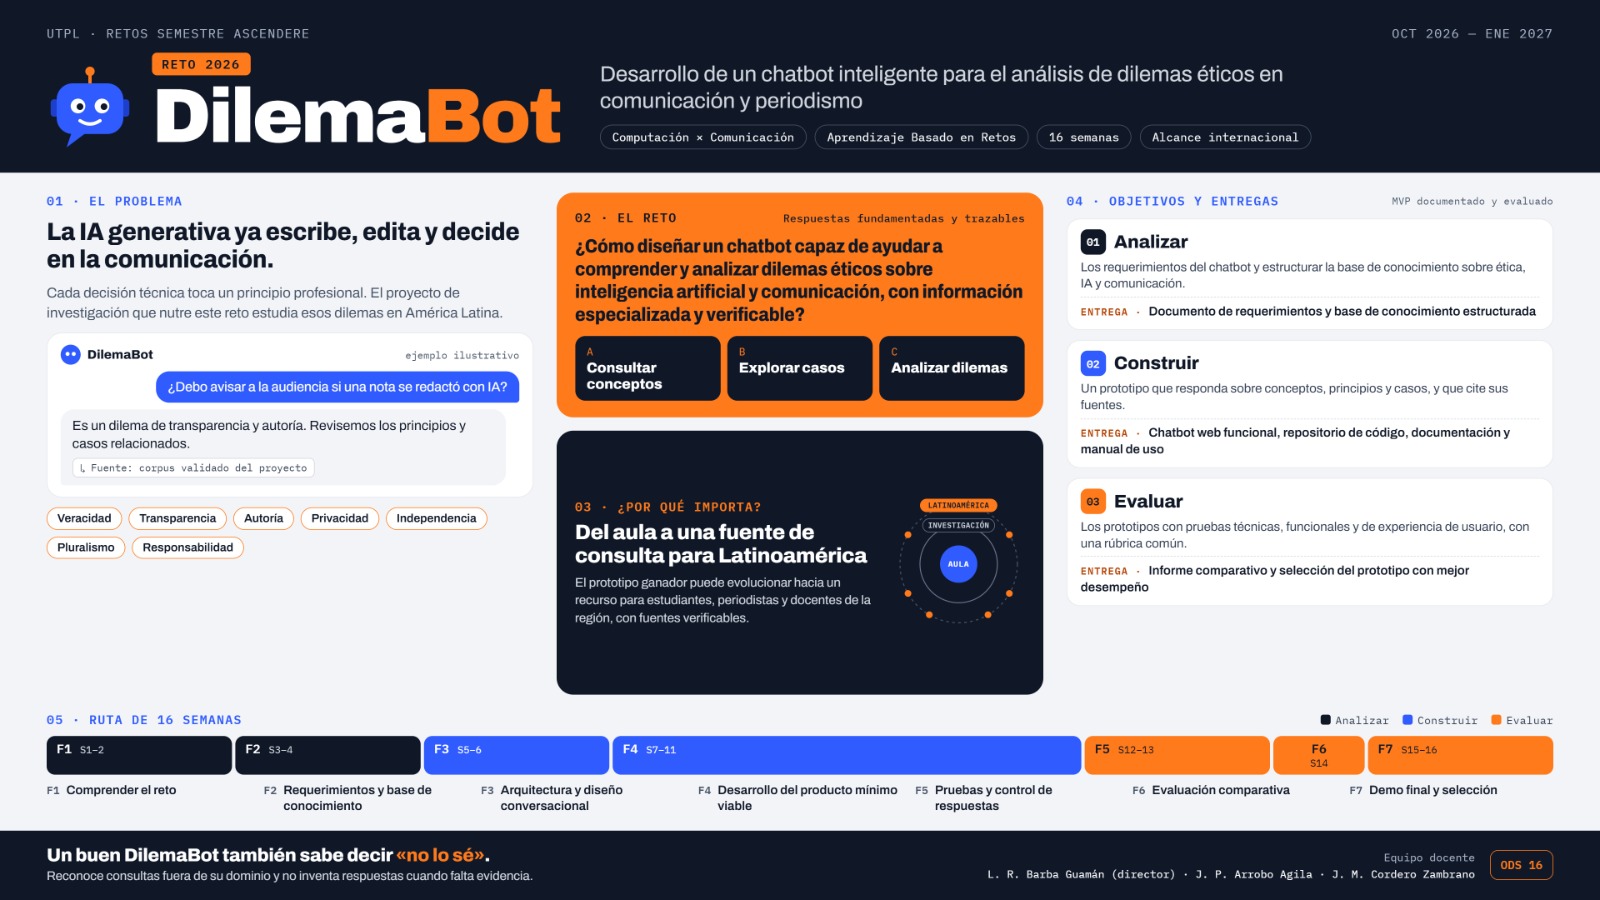 UTPL · RETOS SEMESTRE ASCENDERE
OCT 2026 — ENE 2027
RETO 2026
DilemaBot
Desarrollo de un chatbot inteligente para el análisis de dilemas éticos en
comunicación y periodismo
Computación × Comunicación
Aprendizaje Basado en Retos
16 semanas
Alcance internacional
01 · EL PROBLEMA
La IA generativa ya escribe, edita y decide
en la comunicación.
Cada decisión técnica toca un principio profesional. El proyecto de
investigación que nutre este reto estudia esos dilemas en América Latina.
DilemaBot
ejemplo ilustrativo
¿Debo avisar a la audiencia si una nota se redactó con IA?
Es un dilema de transparencia y autoría. Revisemos los principios y
casos relacionados.
↳ Fuente: corpus validado del proyecto
Veracidad
Transparencia
Autoría
Privacidad
Independencia
Pluralismo
Responsabilidad
02 · EL RETO
Respuestas fundamentadas y trazables
¿Cómo diseñar un chatbot capaz de ayudar a
comprender y analizar dilemas éticos sobre
inteligencia artificial y comunicación, con información
especializada y verificable?
A
Consultar
conceptos
B
Explorar casos
C
Analizar dilemas
03 · ¿POR QUÉ IMPORTA?
Del aula a una fuente de
consulta para Latinoamérica
El prototipo ganador puede evolucionar hacia un
recurso para estudiantes, periodistas y docentes de la
región, con fuentes verificables.
LATINOAMÉRICA
INVESTIGACIÓN
AULA
04 · OBJETIVOS Y ENTREGAS
MVP documentado y evaluado
01 Analizar
Los requerimientos del chatbot y estructurar la base de conocimiento sobre ética,
IA y comunicación.
ENTREGA · Documento de requerimientos y base de conocimiento estructurada
02 Construir
Un prototipo que responda sobre conceptos, principios y casos, y que cite sus
fuentes.
ENTREGA · Chatbot web funcional, repositorio de código, documentación y
manual de uso
03 Evaluar
Los prototipos con pruebas técnicas, funcionales y de experiencia de usuario, con
una rúbrica común.
ENTREGA · Informe comparativo y selección del prototipo con mejor
desempeño
05 · RUTA DE 16 SEMANAS
Analizar
Construir
Evaluar
F1 S1–2
F2 S3–4
F3 S5–6
F4 S7–11
F5 S12–13
F6
S14
F7 S15–16
F1 Comprender el reto
F2 Requerimientos y base de
conocimiento
F3 Arquitectura y diseño
conversacional
F4 Desarrollo del producto mínimo
viable
F5 Pruebas y control de
respuestas
F6 Evaluación comparativa
F7 Demo final y selección
Un buen DilemaBot también sabe decir «no lo sé».
Reconoce consultas fuera de su dominio y no inventa respuestas cuando falta evidencia.
Equipo docente
L. R. Barba Guamán (director) · J. P. Arrobo Agila · J. M. Cordero Zambrano
ODS 16